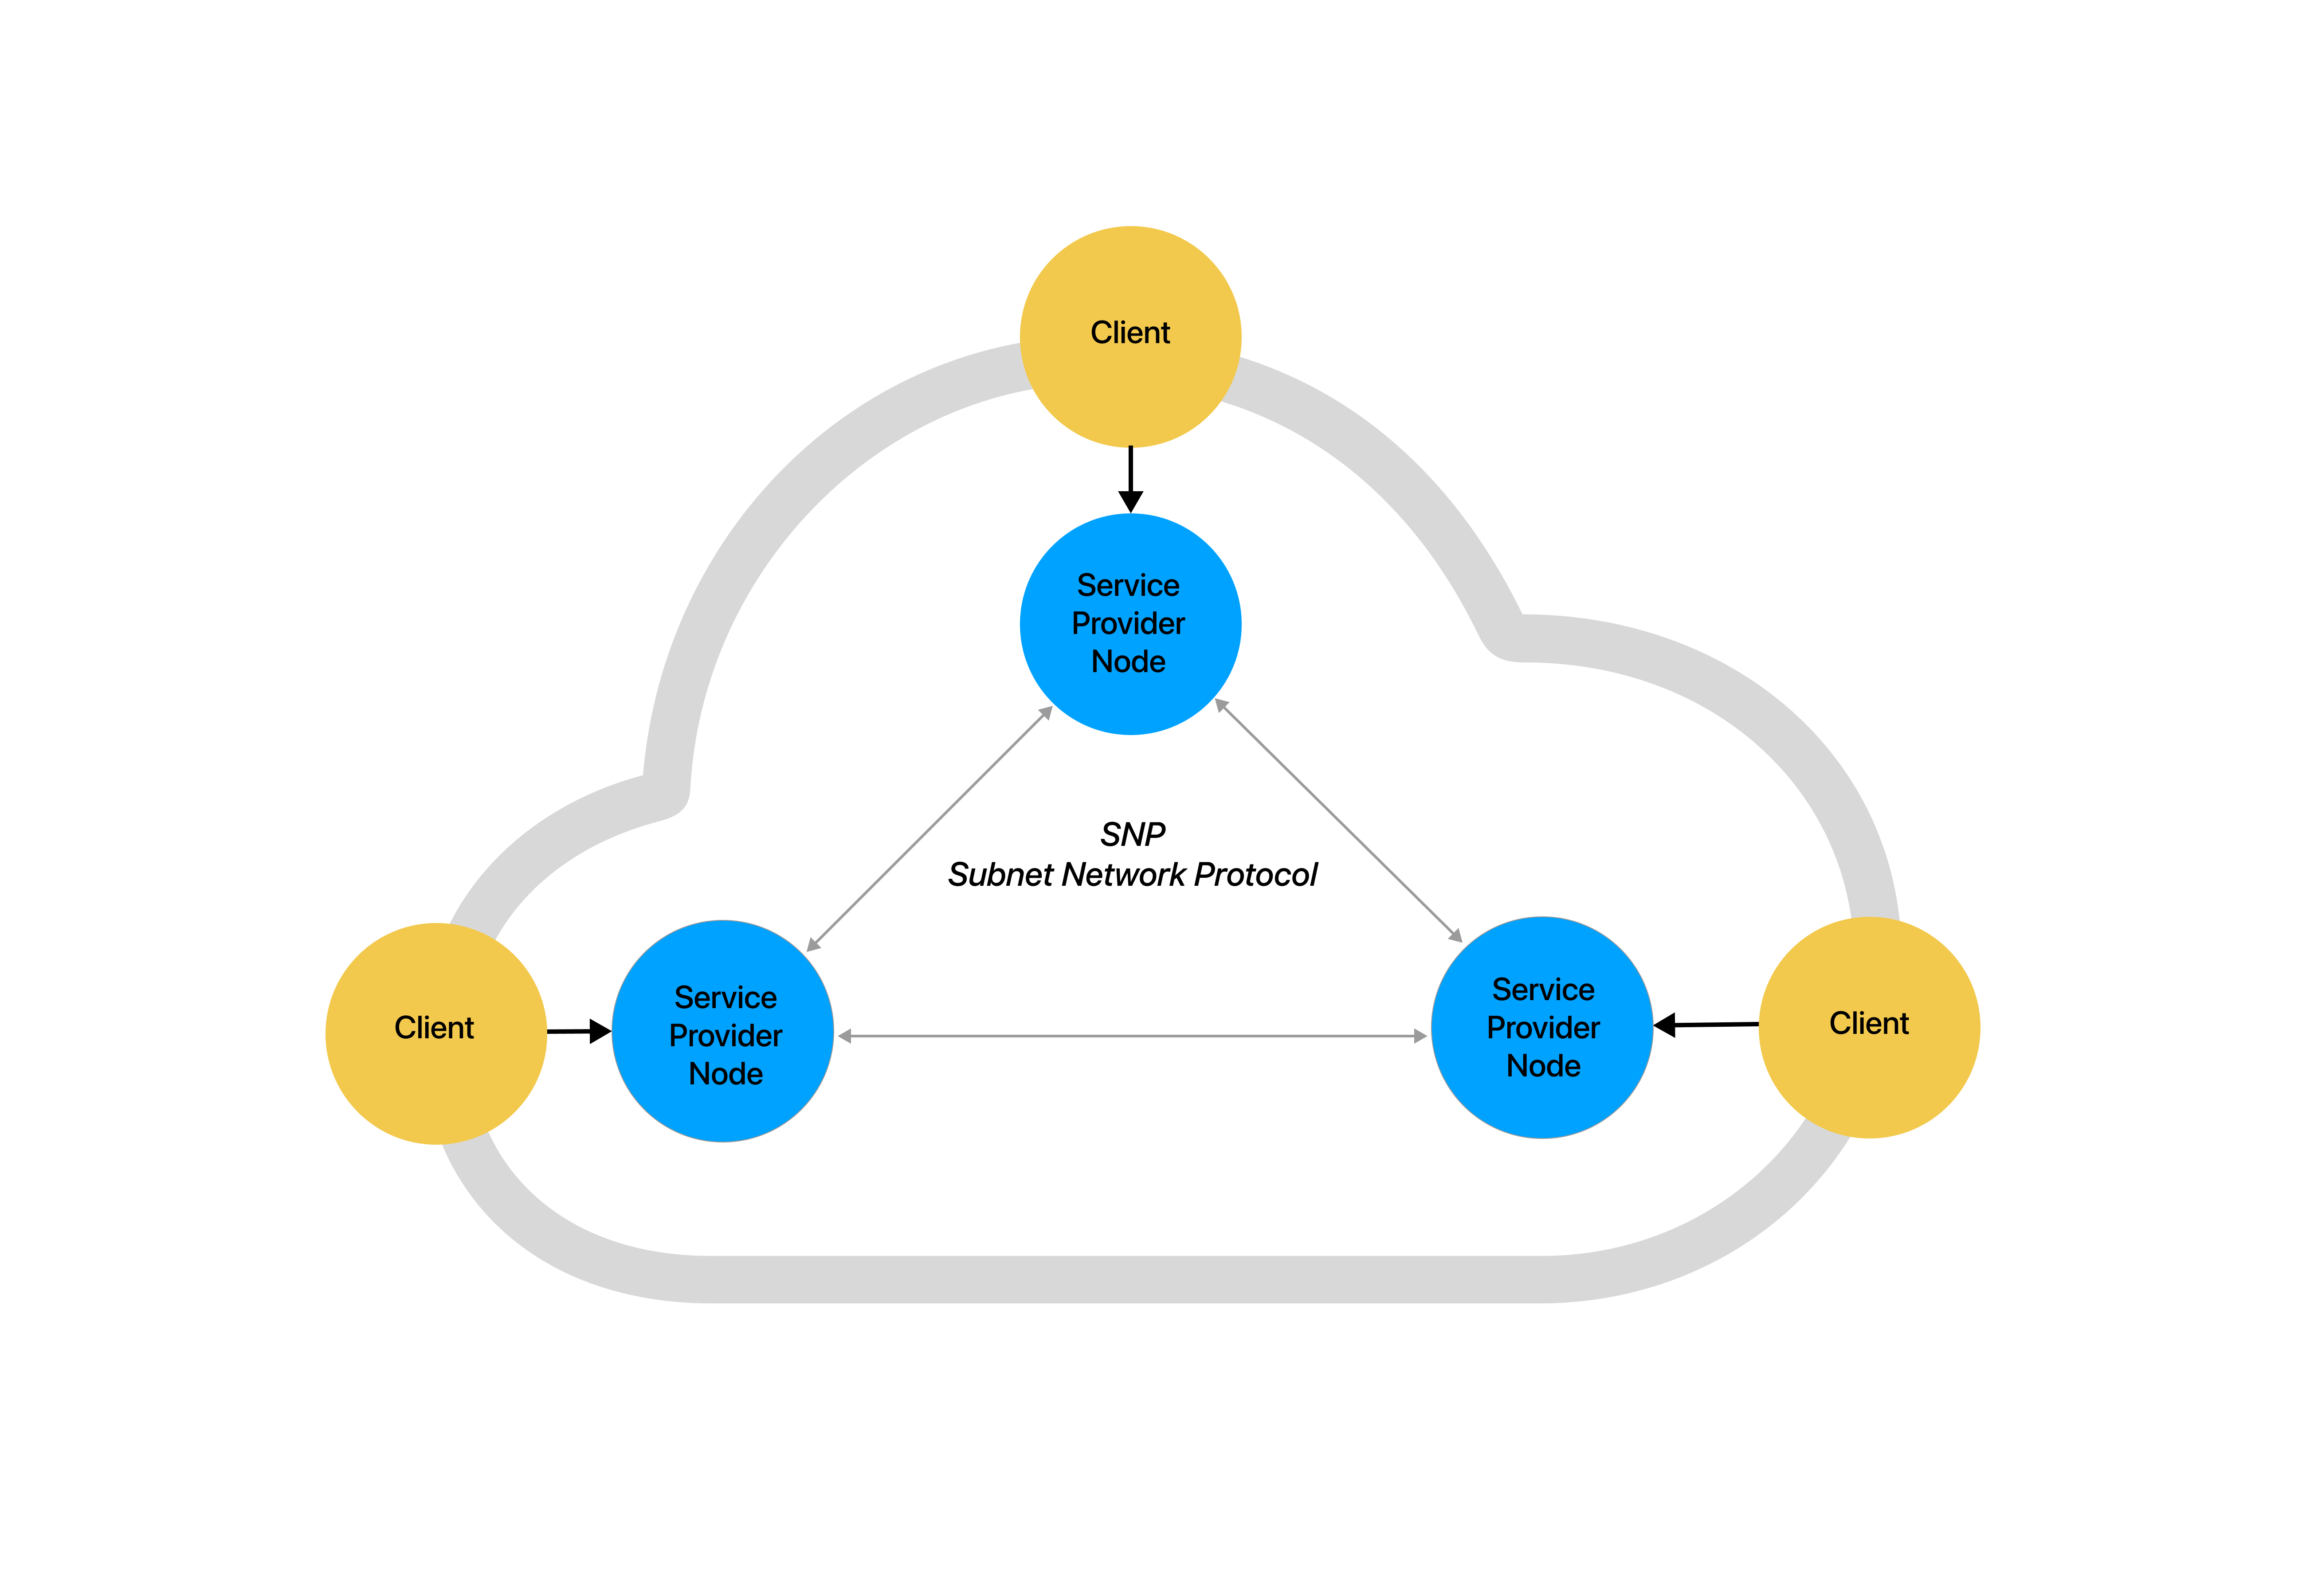 Client
Service
Provider
Node
SNP
Subnet Network Protocol
Client
Service
Provider
Node
Service
Provider
Node
Client